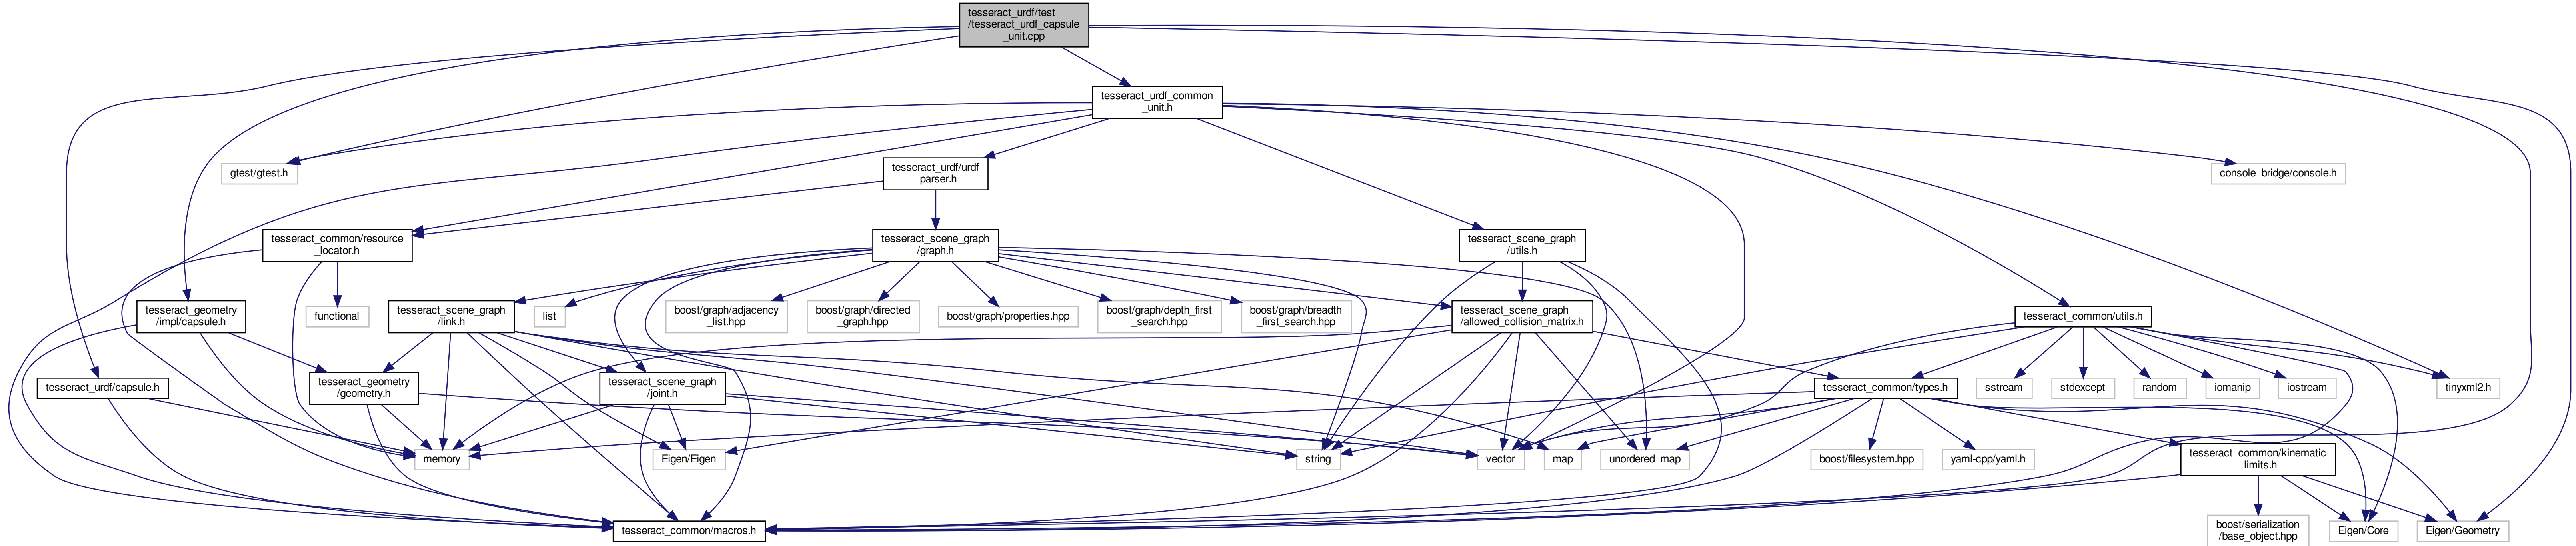 tesseract_urdf/test
/tesseract_urdf_capsule
_unit.cpp
tesseract_urdf_common
_unit.h
gtest/gtest.h
tesseract_urdf/urdf
_parser.h
console_bridge/console.h
tesseract_common/resource
_locator.h
tesseract_scene_graph
/graph.h
tesseract_scene_graph
/utils.h
tesseract_geometry
/impl/capsule.h
functional
tesseract_scene_graph
/link.h
list
boost/graph/adjacency
_list.hpp
boost/graph/directed
_graph.hpp
boost/graph/properties.hpp
boost/graph/depth_first
_search.hpp
boost/graph/breadth
_first_search.hpp
tesseract_scene_graph
/allowed_collision_matrix.h
tesseract_common/utils.h
tesseract_urdf/capsule.h
tesseract_geometry
/geometry.h
tesseract_scene_graph
/joint.h
tesseract_common/types.h
sstream
stdexcept
random
iomanip
iostream
tinyxml2.h
memory
Eigen/Eigen
string
vector
map
unordered_map
boost/filesystem.hpp
yaml-cpp/yaml.h
tesseract_common/kinematic
_limits.h
tesseract_common/macros.h
boost/serialization
/base_object.hpp
Eigen/Core
Eigen/Geometry